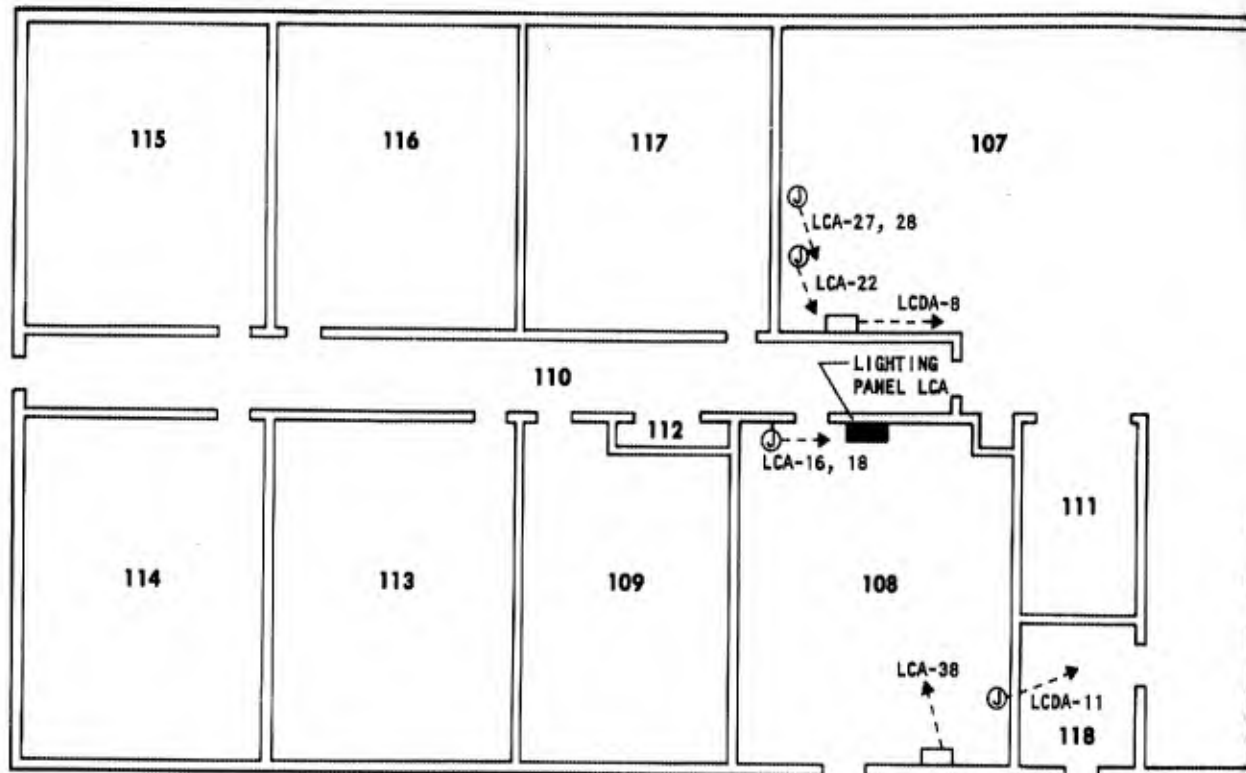 115
116
117
107
J
LCA-27, 28
J
LCA-22
LCDA-8
110
LIGHTING
PANEL LCA
112
J
LCA-16, 18
111
114
113
109
108
LCA-38
J
LCDA-11
118